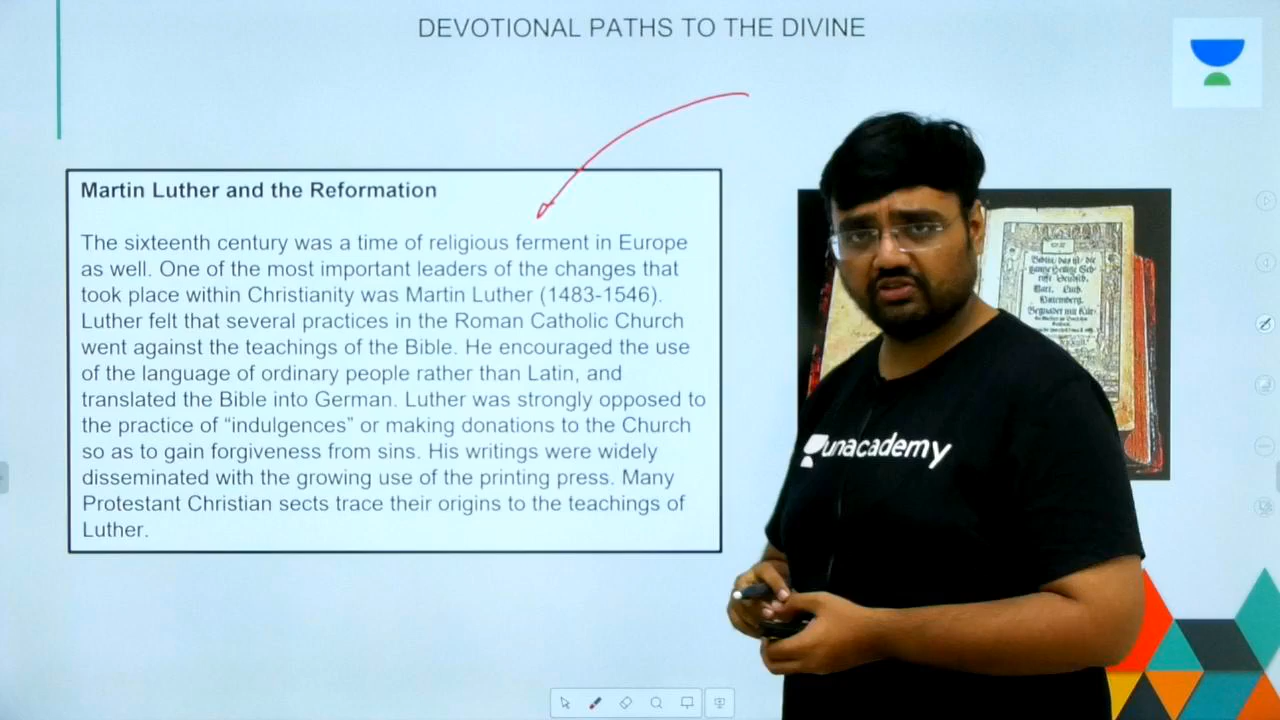 DEVOTIONAL PATHS TO THE DIVINE
Martin Luther and the Reformation
The sixteenth century was a time of religious ferment in Europe
as well. One of the most important leaders of the changes that
took place within Christianity was Martin Luther (1483-1546).
Luther felt that several practices in the Roman Catholic Church
went against the teachings of the Bible. He encouraged the use
of the language of ordinary people rather than Latin, and
translated the Bible into German. Luther was strongly opposed to
the practice of “indulgences” or making donations to the Church
so as to gain forgiveness from sins. His writings were widely
disseminated with the growing use of the printing press. Many
Protestant Christian sects trace their origins to the teachings of
Luther.
unacademy